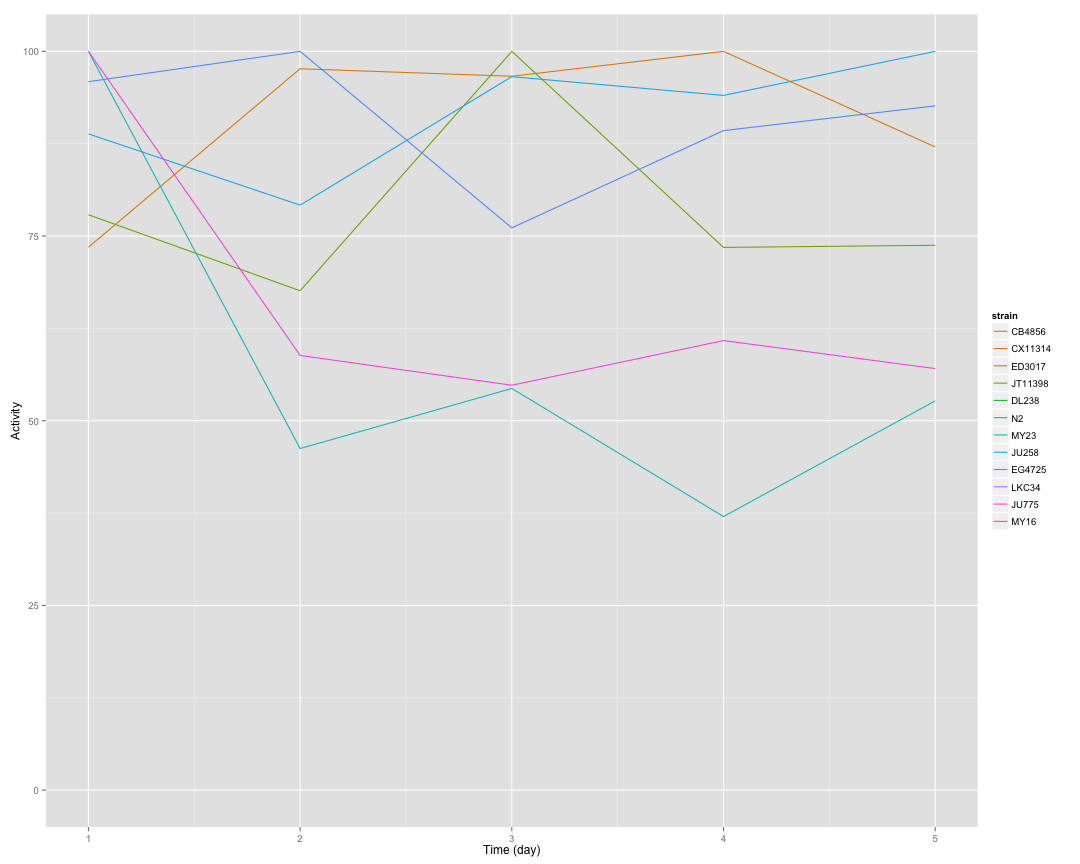 100
75
50
25
0
Activity
1 2 3 4 5
Time (day)
strain
CB4856
CX11314
ED3017
JT11398
DL238
N2
MY23
JU258
EG4725
LKC34
JU775
MY16